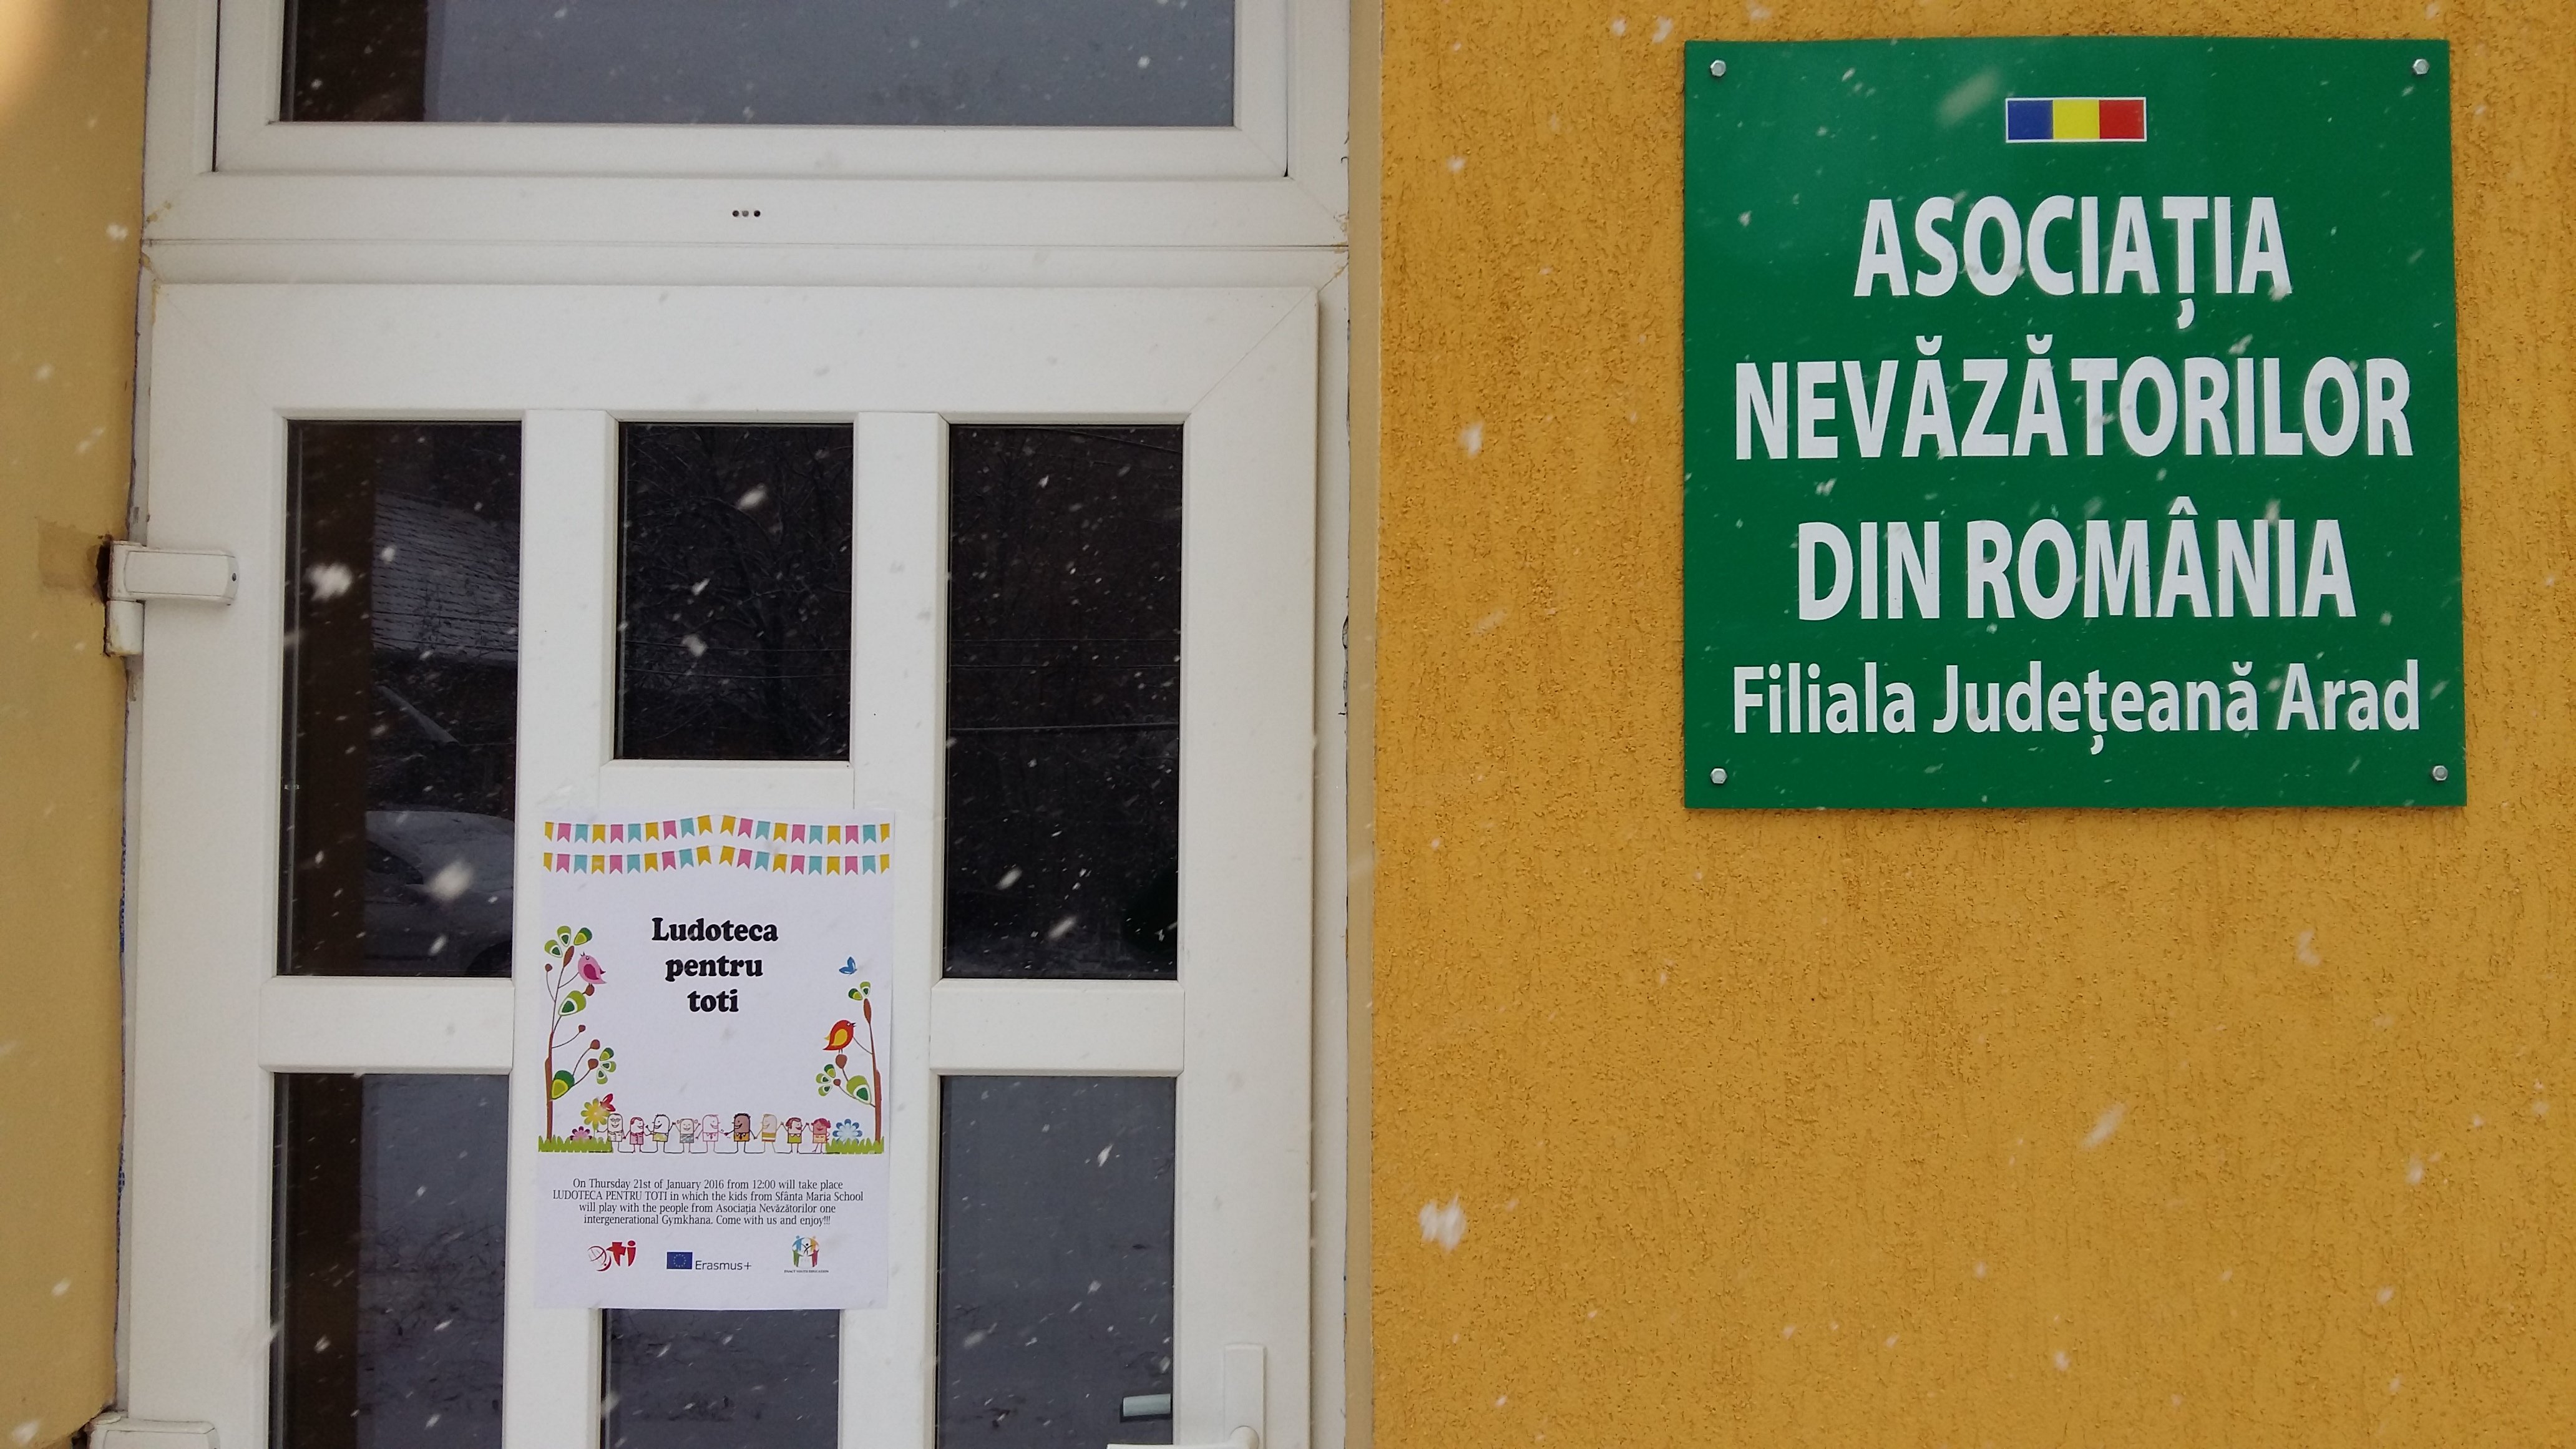 ASOCIAȚIA
NEVĂZĂTORILOR
DIN ROMÂNIA
Filiala Județeană Arad
Ludoteca
pentru
toti
On Thursday 21st of January 2016 from 12:00 will take place
LUDOTECA PENTRU TOTI in which the kids from Sfânta Maria School
will play with the people from Asociația Nevăzătorilor one
intergenerational Gymkhana. Come with us and enjoy!!!
Erasmus+